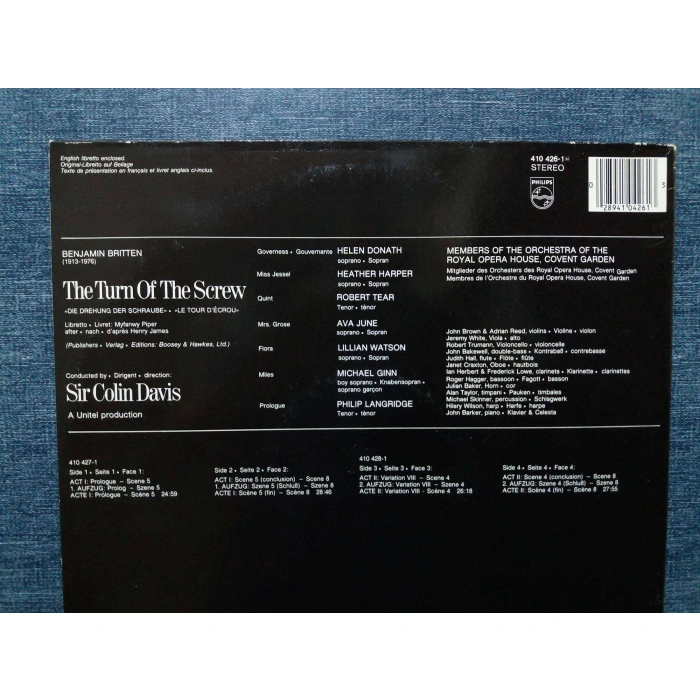 English libretto enclosed.
Original-Libretto auf Beilage
Texte de présentation en français et livret anglais ci-inclus.
410 426-1
STEREO
PHILIPS
0 28941 04261 3
BENJAMIN BRITTEN
(1913-1976)
The Turn Of The Screw
«DIE DREHUNG DER SCHRAUBE» • «LE TOUR D'ÉCROU»
Libretto • Livret: Myfanwy Piper
after • nach • d'après Henry James
(Publishers • Verlag • Editions: Boosey & Hawkes, Ltd.)
Conducted by • Dirigent • direction:
Sir Colin Davis
A Unitel production
Governess • Gouvernante HELEN DONATH
soprano • Sopran
Miss Jessel HEATHER HARPER
soprano • Sopran
Quint ROBERT TEAR
Tenor • ténor
Mrs. Grose AVA JUNE
soprano • Sopran
Flora LILLIAN WATSON
soprano • Sopran
Miles MICHAEL GINN
boy soprano • Knabensopran •
soprano garçon
Prologue PHILIP LANGRIDGE
Tenor • ténor
MEMBERS OF THE ORCHESTRA OF THE
ROYAL OPERA HOUSE, COVENT GARDEN
Mitglieder des Orchesters des Royal Opera House, Covent Garden
Membres de l'Orchestre du Royal Opera House, Covent Garden
John Brown & Adrian Reed, violins • Violine • violon
Jeremy White, Viola • alto
Robert Trumann, Violoncello • violoncelle
John Bakewell, double-bass • Kontrabaß • contrebasse
Judith Hall, flute • Flöte • flûte
Janet Craxton, Oboe • hautbois
Ian Herbert & Frederick Lowe, clarinets • Klarinette • clarinettes
Roger Hagger, bassoon • Fagott • basson
Julian Baker, Horn • cor
Alan Taylor, timpani • Pauken • timbales
Michael Skinner, percussion • Schlagwerk
Hilary Wilson, harp • Harfe • harpe
John Barker, piano • Klavier & Celesta
410 427-1
Side 1 • Seite 1 • Face 1:
ACT I: Prologue – Scene 5
1. AUFZUG: Prolog – Szene 5
ACTE I: Prólogue – Scène 5 24:59
Side 2 • Seite 2 • Face 2:
ACT I: Scene 5 (conclusion) – Scene 8
1. AUFZUG: Szene 5 (Schluß) – Szene 8
ACTE I: Scène 5 (fin) – Scène 8 28:46
410 428-1
Side 3 • Seite 3 • Face 3:
ACT II: Variation VIII – Scene 4
2. AUFZUG: Variation VIII – Szene 4
ACTE II: Variation VIII – Scène 4 26:18
Side 4 • Seite 4 • Face 4:
ACT II: Scene 4 (conclusion) – Scene 8
2. AUFZUG: Szene 4 (Schluß) – Szene 8
ACTE II: Scène 4 (fin) – Scène 8 27:55